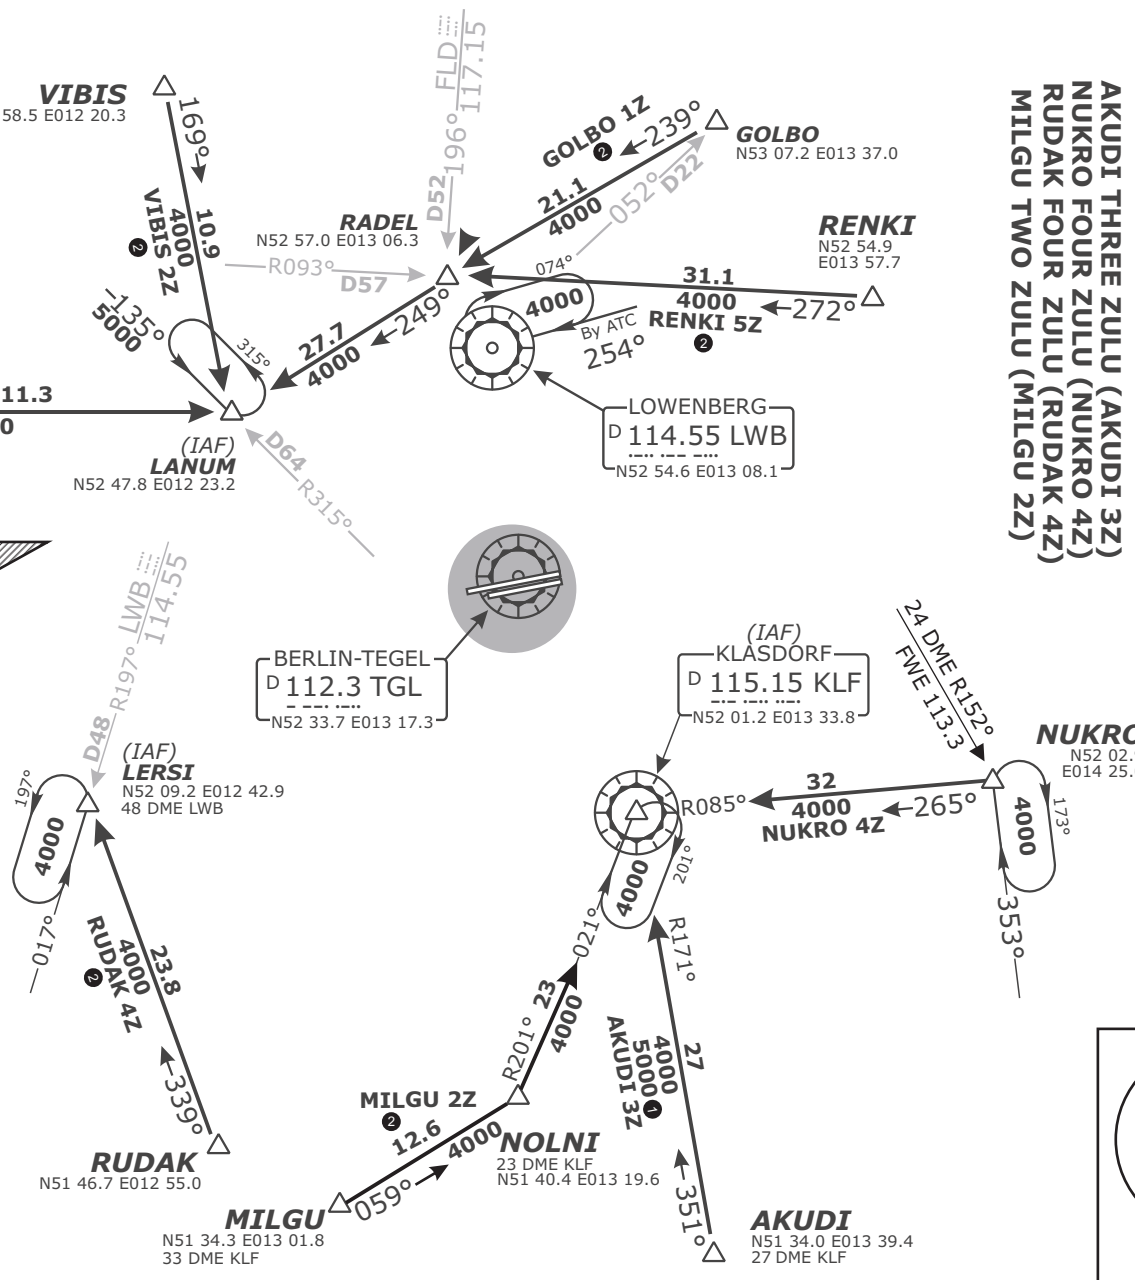 VIBIS
58.5 E012 20.3
169°
10.9
4000
VIBIS 2Z
2
FLD
117.15
196°
D52
GOLBO 1Z
2
239°
GOLBO
N53 07.2 E013 37.0
21.1
4000
052°
D22
RADEL
N52 57.0 E013 06.3
R093°
D57
RENKI
N52 54.9
E013 57.7
31.1
4000
272°
RENKI 5Z
2
074°
4000
By ATC
254°
249°
27.7
4000
135°
5000
315°
11.3
0
(IAF)
LANUM
N52 47.8 E012 23.2
D64
R315°
LOWENBERG
D 114.55 LWB
N52 54.6 E013 08.1
AKUDI THREE ZULU (AKUDI 3Z)
NUKRO FOUR ZULU (NUKRO 4Z)
RUDAK FOUR ZULU (RUDAK 4Z)
MILGU TWO ZULU (MILGU 2Z)
BERLIN-TEGEL
D 112.3 TGL
N52 33.7 E013 17.3
LWB
114.55
R197°
D48
(IAF)
LERSI
N52 09.2 E012 42.9
48 DME LWB
197°
4000
017°
RUDAK 4Z
2
4000
23.8
339°
RUDAK
N51 46.7 E012 55.0
(IAF)
KLASDORF
D 115.15 KLF
N52 01.2 E013 33.8
24 DME R152°
FWE 113.3
NUKRO
N52 02.
E014 25.
R085°
32
4000
265°
NUKRO 4Z
4000
173°
353°
201°
4000
021°
R171°
23
4000
R201°
27
4000
5000
1
AKUDI 3Z
351°
MILGU 2Z
2
12.6
4000
059°
NOLNI
23 DME KLF
N51 40.4 E013 19.6
MILGU
N51 34.3 E013 01.8
33 DME KLF
AKUDI
N51 34.0 E013 39.4
27 DME KLF